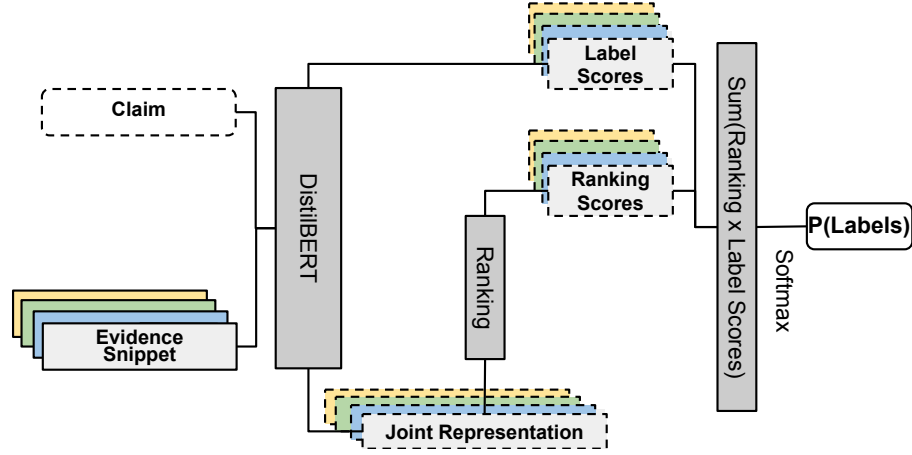 Claim
Evidence
Snippet
DistilBERT
Label
Scores
Ranking
Scores
Ranking
Joint Representation
Sum(Ranking x Label Scores)
Softmax
P(Labels)